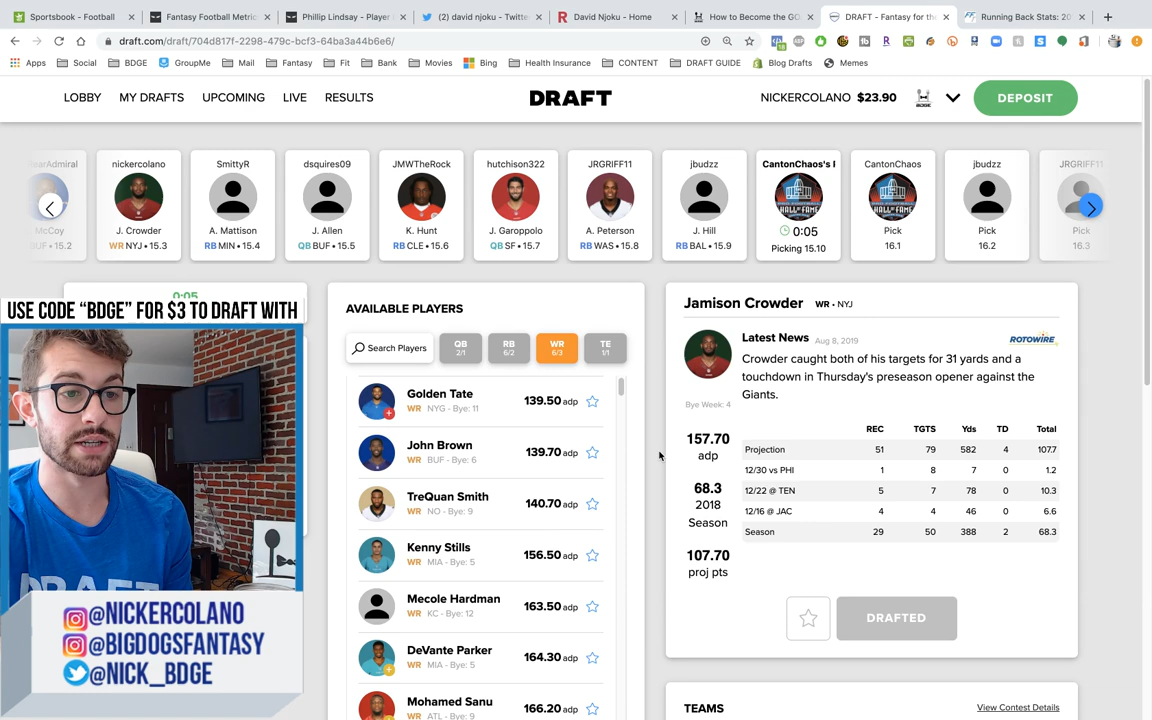 Sportsbook - Football
Fantasy Football Metric
Phillip Lindsay - Player
(2) david njoku - Twitte
David Njoku - Home
How to Become the GO
DRAFT - Fantasy for the
Running Back Stats: 20
draft.com/draft/704d817f-2298-479c-bcf3-64ba3a44b6e6/
Apps Social BDGE GroupMe Mail Fantasy Fit Bank Movies Bing Health Insurance CONTENT DRAFT GUIDE Blog Drafts Memes
LOBBY MY DRAFTS UPCOMING LIVE RESULTS DRAFT NICKERCOLANO $23.90 DEPOSIT
earAdmiral nickercolano SmittyR dsquires09 JMWTheRock hutchison322 JRGRIFF11 jbudzz CantonChaos's CantonChaos jbudzz JRGRIFF11
McCoy J. Crowder A. Mattison J. Allen K. Hunt J. Garoppolo A. Peterson J. Hill 0:05 Pick Pick Pick
BUF • 15.2 WR NYJ • 15.3 RB MIN • 15.4 QB BUF • 15.5 RB CLE • 15.6 QB SF • 15.7 RB WAS • 15.8 RB BAL • 15.9 Picking 15.10 16.1 16.2 16.3
0:05
USE CODE "BDGE" FOR $3 TO DRAFT WITH
DRAFT
@NICKERCOLANO
@BIGDOGSFANTASY
@NICK_BDGE
AVAILABLE PLAYERS
Search Players
QB 2/1
RB 6/2
WR 6/3
TE 1/1
Golden Tate 139.50 adp
WR NYG - Bye: 11
John Brown 139.70 adp
WR BUF - Bye: 6
TreQuan Smith 140.70 adp
WR NO - Bye: 9
Kenny Stills 156.50 adp
WR MIA - Bye: 5
Mecole Hardman 163.50 adp
WR KC - Bye: 12
DeVante Parker 164.30 adp
WR MIA - Bye: 5
Mohamed Sanu 166.20 adp
WR ATL - Bye: 9
Jamison Crowder WR • NYJ
Latest News Aug 8, 2019 ROTOWIRE
Crowder caught both of his targets for 31 yards and a
touchdown in Thursday's preseason opener against the
Giants.
Bye Week: 4
157.70
adp
68.3
2018
Season
107.70
proj pts
REC TGTS Yds TD Total
Projection 51 79 582 4 107.7
12/30 vs PHI 1 8 7 0 1.2
12/22 @ TEN 5 7 78 0 10.3
12/16 @ JAC 4 4 46 0 6.6
Season 29 50 388 2 68.3
DRAFTED
TEAMS View Contest Details